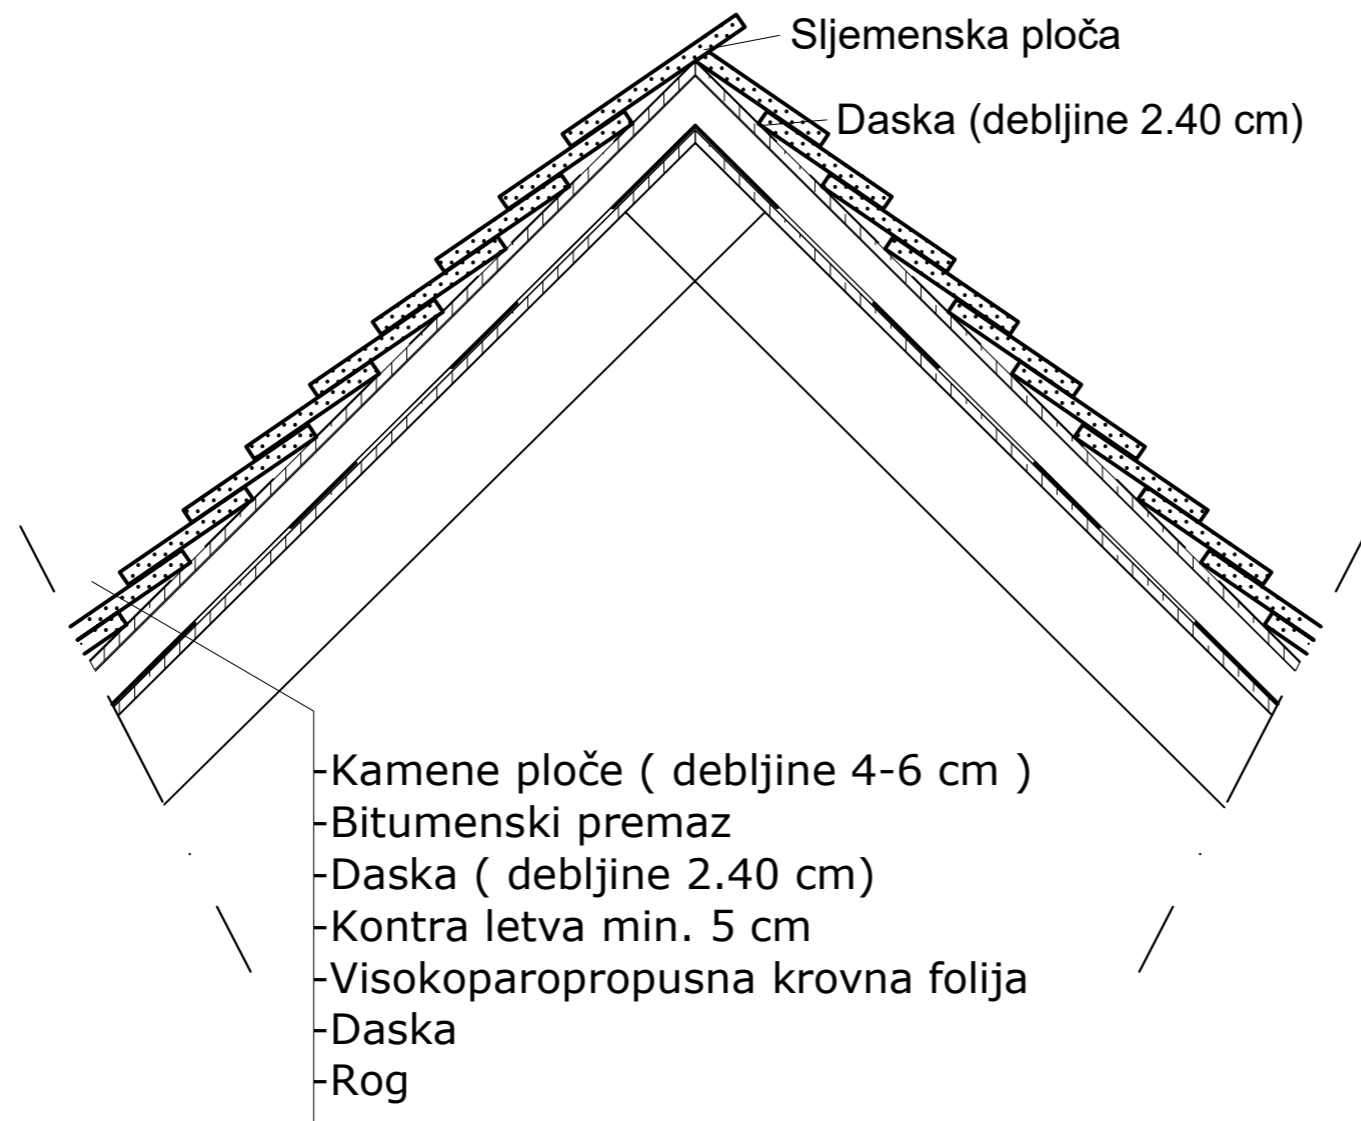 Sljemenska ploča
Daska (debljine 2.40 cm)
-Kamene ploče ( debljine 4-6 cm )
-Bitumenski premaz
-Daska ( debljine 2.40 cm)
-Kontra letva min. 5 cm
-Visokoparopropusna krovna folija
-Daska
-Rog